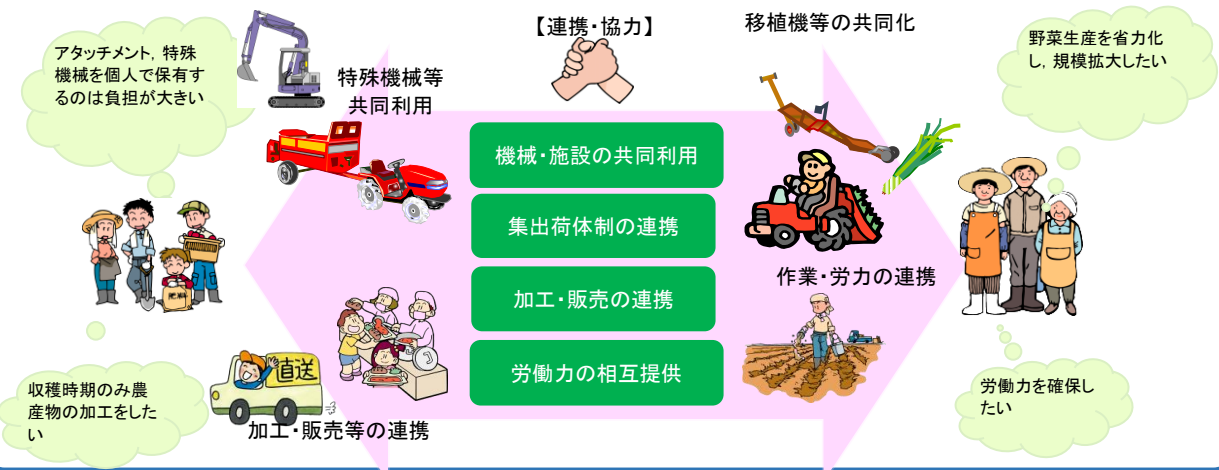 【連携・協力】
移植機等の共同化
アタッチメント，特殊
機械を個人で保有す
るのは負担が大きい
特殊機械等
共同利用
野菜生産を省力化
し，規模拡大したい
機械・施設の共同利用
集出荷体制の連携
加工・販売の連携
労働力の相互提供
作業・労力の連携
肥料
直送
収穫時期のみ農
産物の加工をした
い
加工・販売等の連携
労働力を確保し
たい